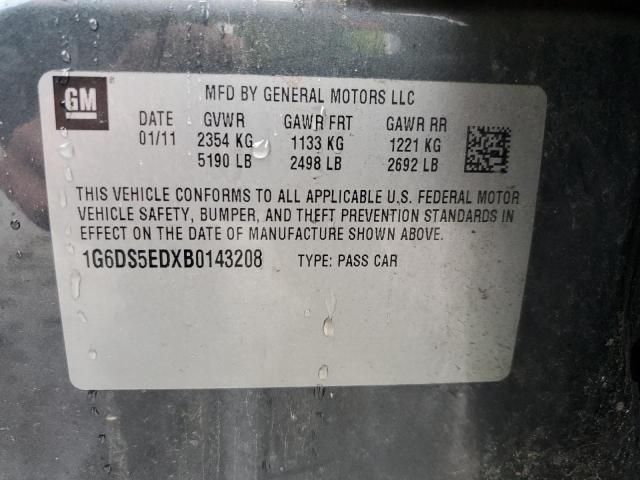 GM
MFD BY GENERAL MOTORS LLC
DATE GVWR GAWR FRT GAWR RR
01/11 2354 KG 1133 KG 1221 KG
5190 LB 2498 LB 2692 LB
THIS VEHICLE CONFORMS TO ALL APPLICABLE U.S. FEDERAL MOTOR
VEHICLE SAFETY, BUMPER, AND THEFT PREVENTION STANDARDS IN
EFFECT ON THE DATE OF MANUFACTURE SHOWN ABOVE.
1G6DS5EDXB0143208 TYPE: PASS CAR